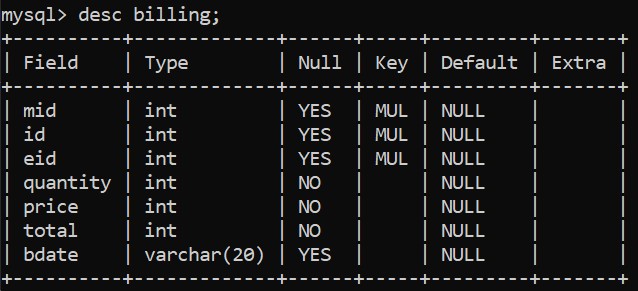 mysql> desc billing;
+----------+-------------+------+-----+---------+-------+
| Field    | Type        | Null | Key | Default | Extra |
+----------+-------------+------+-----+---------+-------+
| mid      | int         | YES  | MUL | NULL    |       |
| id       | int         | YES  | MUL | NULL    |       |
| eid      | int         | YES  | MUL | NULL    |       |
| quantity | int         | NO   |     | NULL    |       |
| price    | int         | NO   |     | NULL    |       |
| total    | int         | NO   |     | NULL    |       |
| bdate    | varchar(20) | YES  |     | NULL    |       |
+----------+-------------+------+-----+---------+-------+